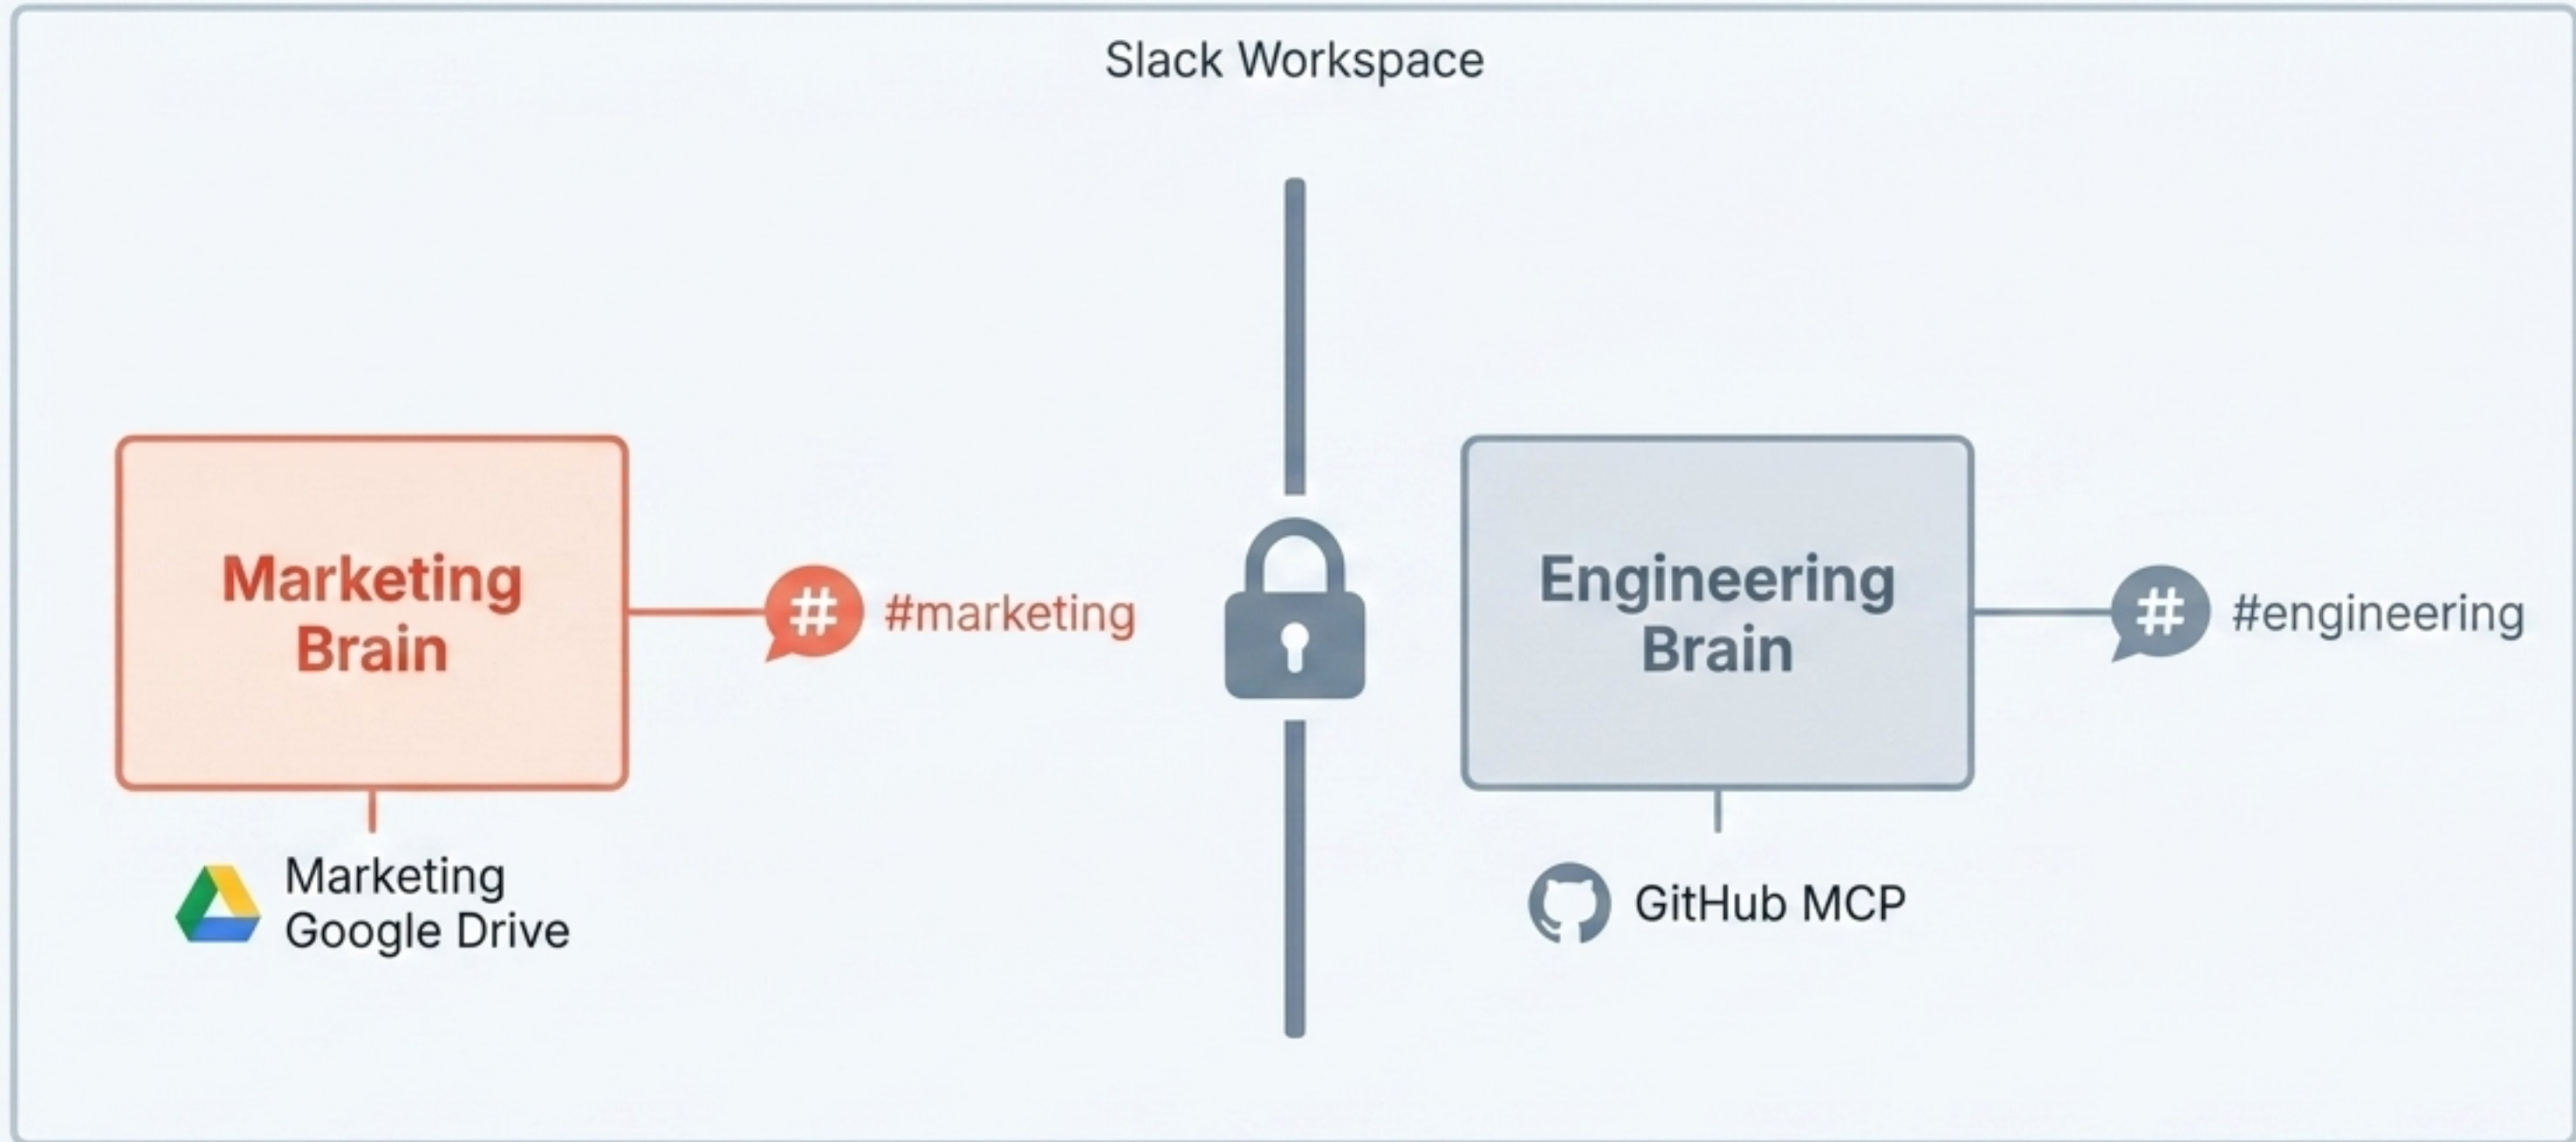 Slack Workspace
Marketing
Brain
#
#marketing
Marketing
Google Drive
Engineering
Brain
#
#engineering
GitHub MCP